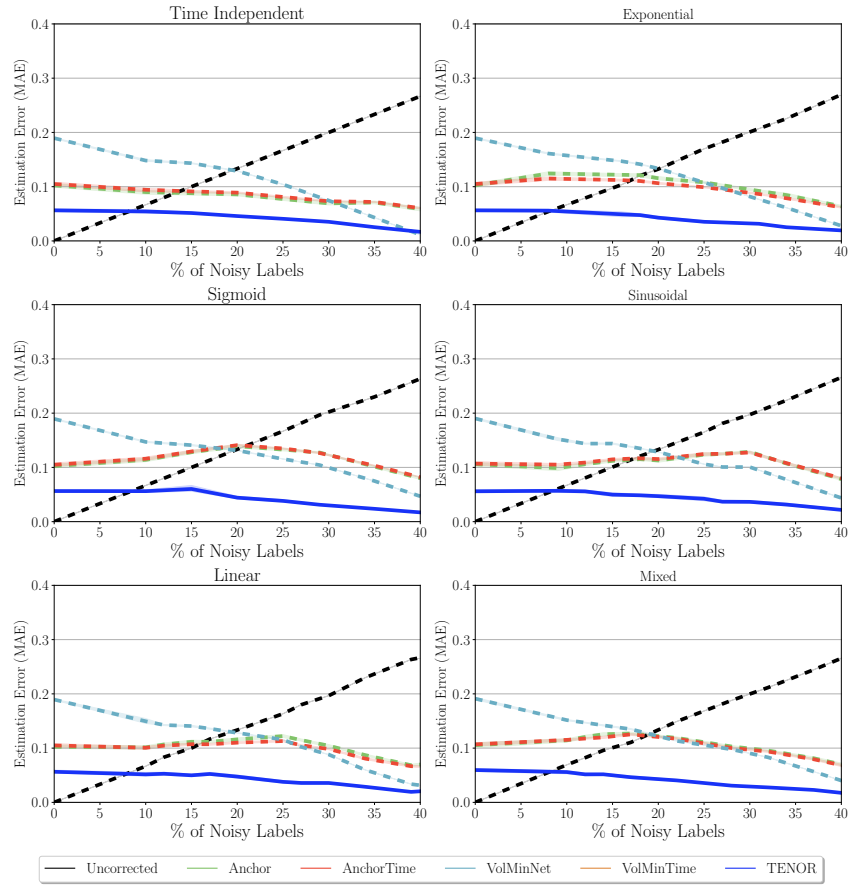 Time Independent
0.4
0.3
0.2
0.1
0.0
Estimation Error (MAE)
0 5 10 15 20 25 30 35 40
% of Noisy Labels
Exponential
0.4
0.3
0.2
0.1
0.0
Estimation Error (MAE)
0 5 10 15 20 25 30 35 40
% of Noisy Labels
Sigmoid
0.4
0.3
0.2
0.1
0.0
Estimation Error (MAE)
0 5 10 15 20 25 30 35 40
% of Noisy Labels
Sinusoidal
0.4
0.3
0.2
0.1
0.0
Estimation Error (MAE)
0 5 10 15 20 25 30 35 40
% of Noisy Labels
Linear
0.4
0.3
0.2
0.1
0.0
Estimation Error (MAE)
0 5 10 15 20 25 30 35 40
% of Noisy Labels
Mixed
0.4
0.3
0.2
0.1
0.0
Estimation Error (MAE)
0 5 10 15 20 25 30 35 40
% of Noisy Labels
Uncorrected Anchor AnchorTime VolMinNet VolMinTime TENOR